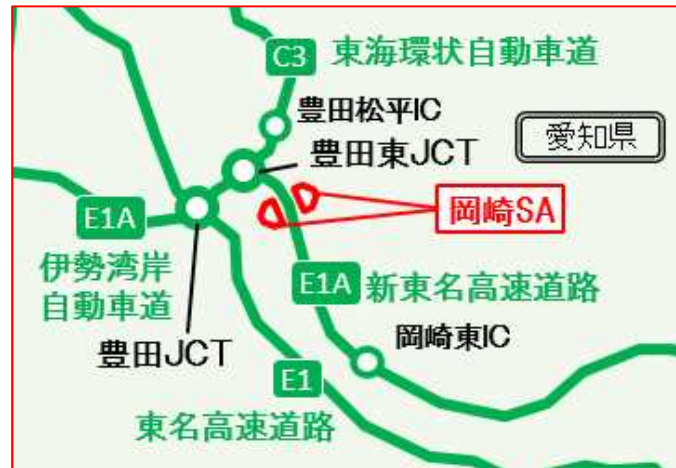 C3 東海環状自動車道
豊田松平IC
豊田東JCT
愛知県
岡崎SA
E1A
伊勢湾岸
自動車道
E1A 新東名高速道路
豊田JCT
岡崎東IC
E1
東名高速道路